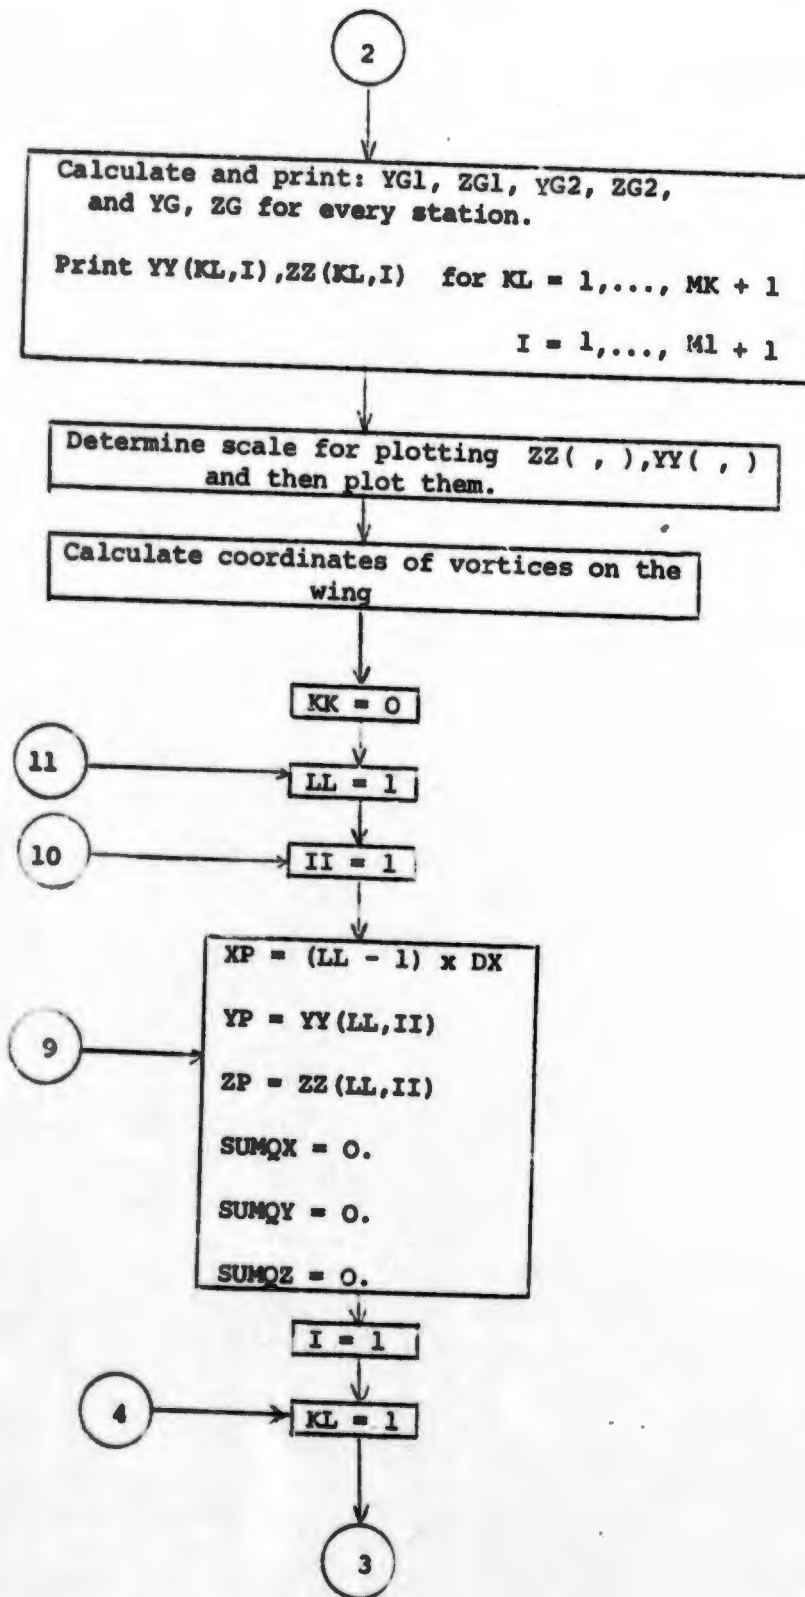 2
Calculate and print: YG1, ZG1, YG2, ZG2,
and YG, ZG for every station.
Print YY(KL,I),ZZ(KL,I) for KL = 1,..., MK + 1
I = 1,..., M1 + 1
Determine scale for plotting ZZ( , ),YY( , )
and then plot them.
Calculate coordinates of vortices on the
wing
KK = 0
11
LL = 1
10
II = 1
XP = (LL - 1) x DX
YP = YY(LL,II)
9
ZP = ZZ(LL,II)
SUMQX = 0.
SUMQY = 0.
SUMQZ = 0.
I = 1
4
KL = 1
3